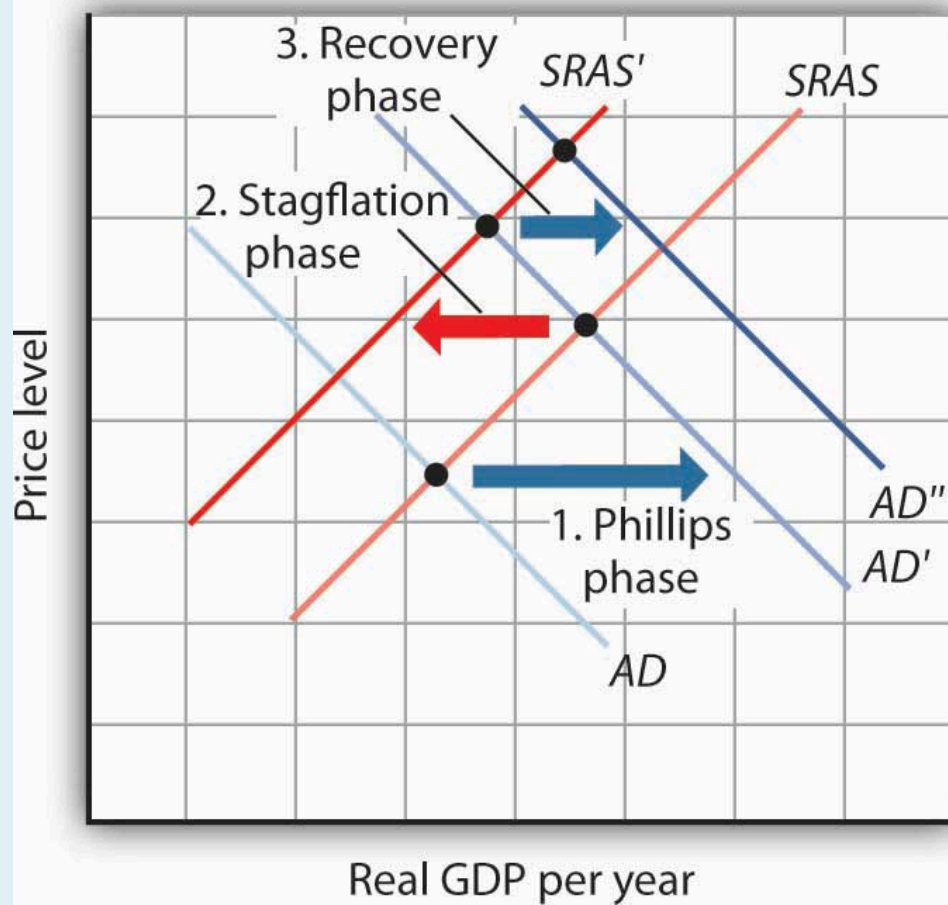 3. Recovery
phase
SRAS'
SRAS
2. Stagflation
phase
Price level
1. Phillips
phase
AD"
AD'
AD
Real GDP per year